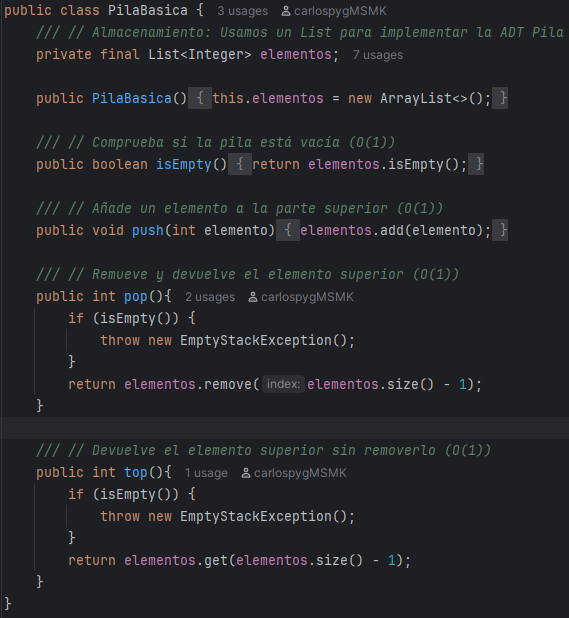 public class PilaBasica { 3 usages carlospygMSMK
/// // Almacenamiento: Usamos un List para implementar la ADT Pila
private final List<Integer> elementos; 7 usages
public PilaBasica() { this.elementos = new ArrayList<>(); }
/// // Comprueba si la pila está vacía (O(1))
public boolean isEmpty() { return elementos.isEmpty(); }
/// // Añade un elemento a la parte superior (O(1))
public void push(int elemento) { elementos.add(elemento); }
/// // Remueve y devuelve el elemento superior (O(1))
public int pop(){ 2 usages carlospygMSMK
if (isEmpty()) {
throw new EmptyStackException();
}
return elementos.remove( index: elementos.size() - 1);
}
/// // Devuelve el elemento superior sin removerlo (O(1))
public int top(){ 1 usage carlospygMSMK
if (isEmpty()) {
throw new EmptyStackException();
}
return elementos.get(elementos.size() - 1);
}
}